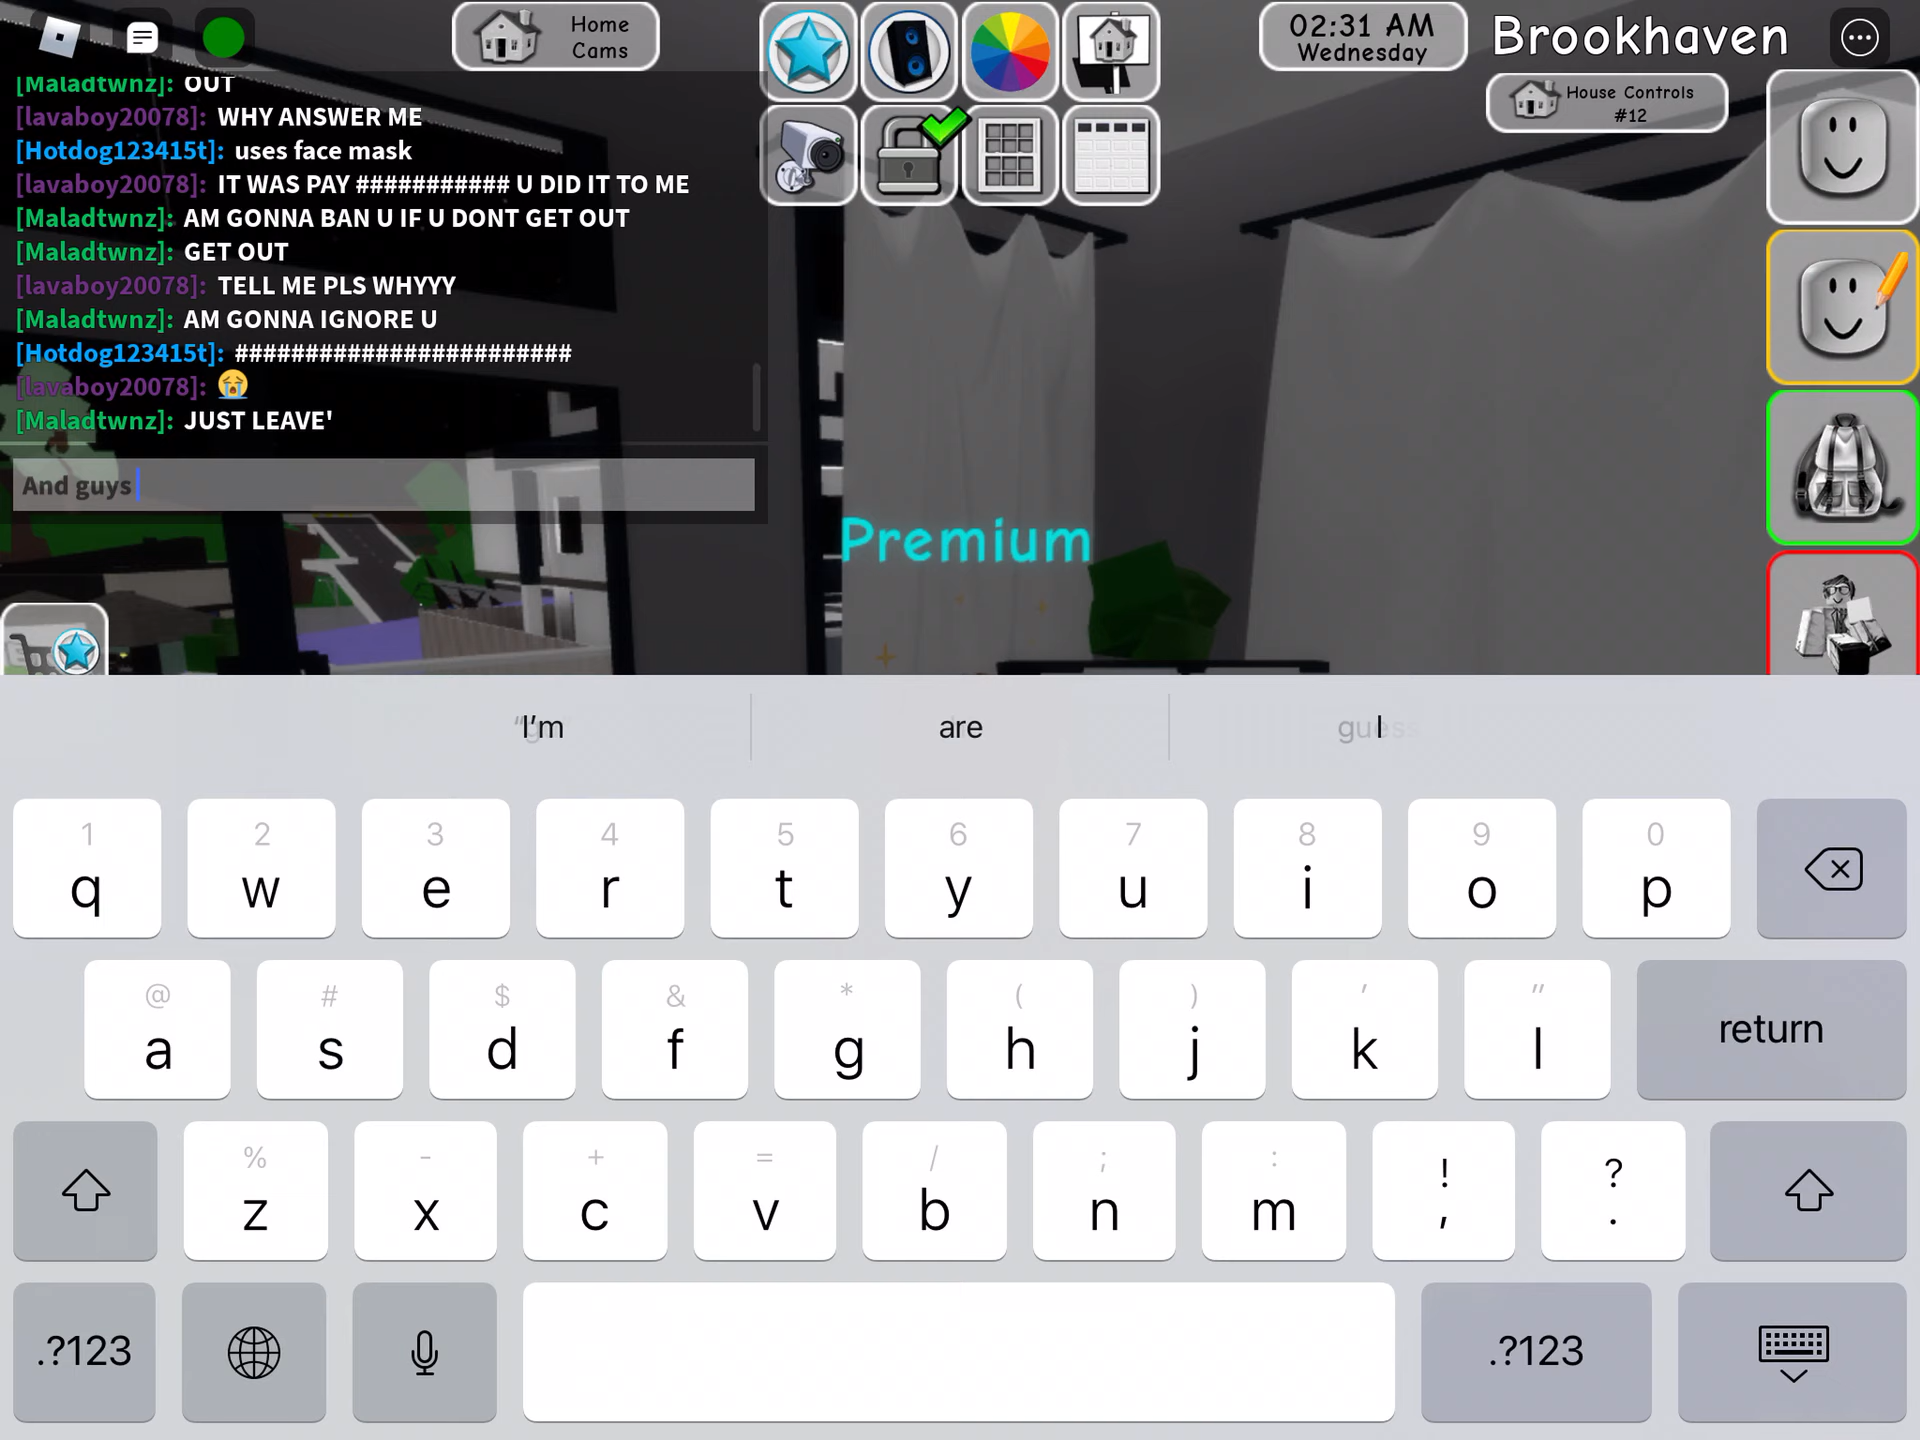 Home
Cams
02:31 AM
Wednesday
Brookhaven
House Controls
#12
[Maladtwnz]: OUT
[lavaboy20078]: WHY ANSWER ME
[Hotdog123415t]: uses face mask
[lavaboy20078]: IT WAS PAY ########### U DID IT TO ME
[Maladtwnz]: AM GONNA BAN U IF U DONT GET OUT
[Maladtwnz]: GET OUT
[lavaboy20078]: TELL ME PLS WHYYY
[Maladtwnz]: AM GONNA IGNORE U
[Hotdog123415t]: ########################
[lavaboy20078]: 😭
[Maladtwnz]: JUST LEAVE'
And guys
Premium
I'm are I
1 2 3 4 5 6 7 8 9 0
q w e r t y u i o p
@ # $ & * ( ) ' "
a s d f g h j k l return
% - + = / ; : ! ?
z x c v b n m , .
.?123 .?123